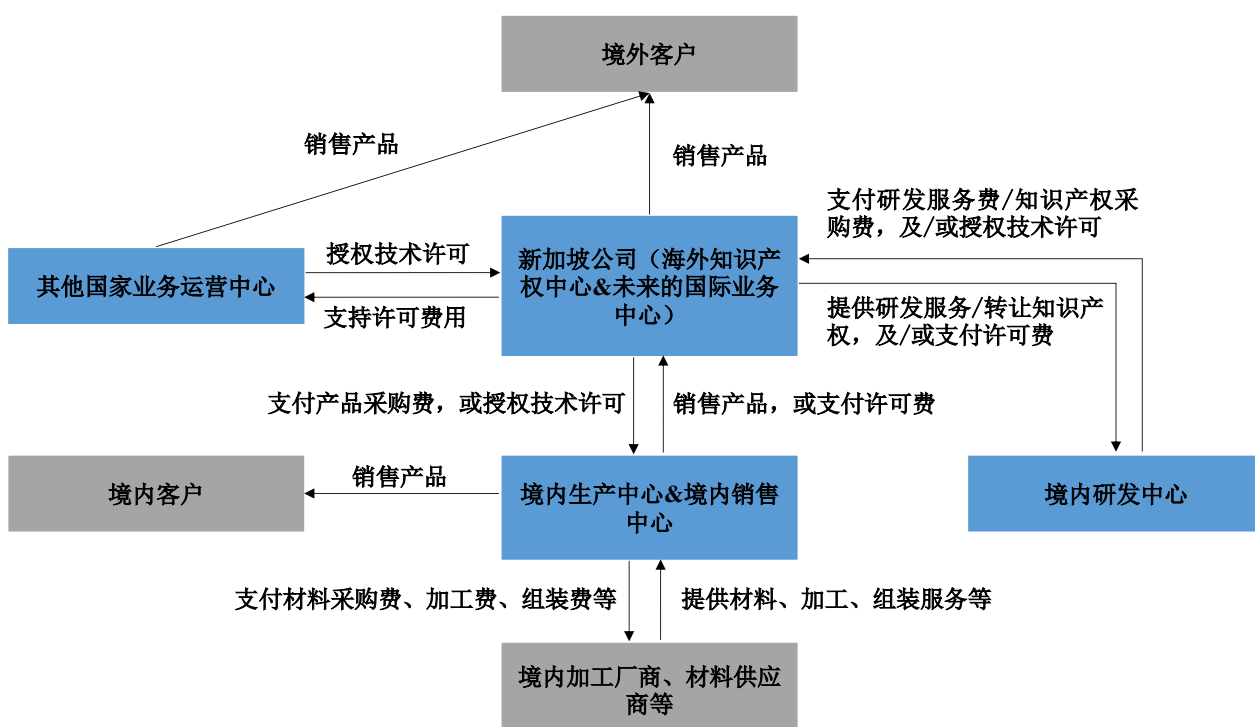 境外客户
销售产品
销售产品
支付研发服务费/知识产权采
购费，及/或授权技术许可
其他国家业务运营中心
授权技术许可
支持许可费用
新加坡公司（海外知识产
权中心&未来的国际业务
中心）
提供研发服务/转让知识产
权，及/或支付许可费
支付产品采购费，或授权技术许可
销售产品，或支付许可费
境内客户
销售产品
境内生产中心&境内销售
中心
境内研发中心
支付材料采购费、加工费、组装费等
提供材料、加工、组装服务等
境内加工厂商、材料供应
商等